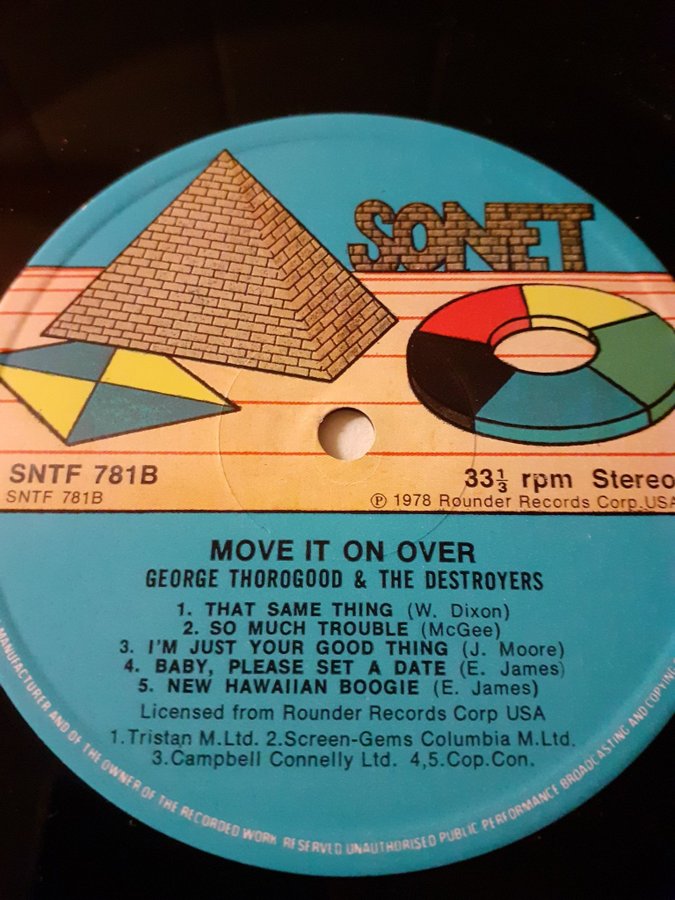 SONET
SNTF 781B
SNTF 781B
33⅓ rpm Stereo
℗ 1978 Rounder Records Corp. USA
MOVE IT ON OVER
GEORGE THOROGOOD & THE DESTROYERS
1. THAT SAME THING (W. Dixon)
2. SO MUCH TROUBLE (McGee)
3. I'M JUST YOUR GOOD THING (J. Moore)
4. BABY, PLEASE SET A DATE (E. James)
5. NEW HAWAIIAN BOOGIE (E. James)
Licensed from Rounder Records Corp USA
1.Tristan M.Ltd. 2.Screen-Gems Columbia M.Ltd.
3.Campbell Connelly Ltd. 4,5.Cop.Con.
MANUFACTURER AND OF THE OWNER OF THE RECORDED WORK RESERVED UNAUTHORISED PUBLIC PERFORMANCE BROADCASTING AND COPYING